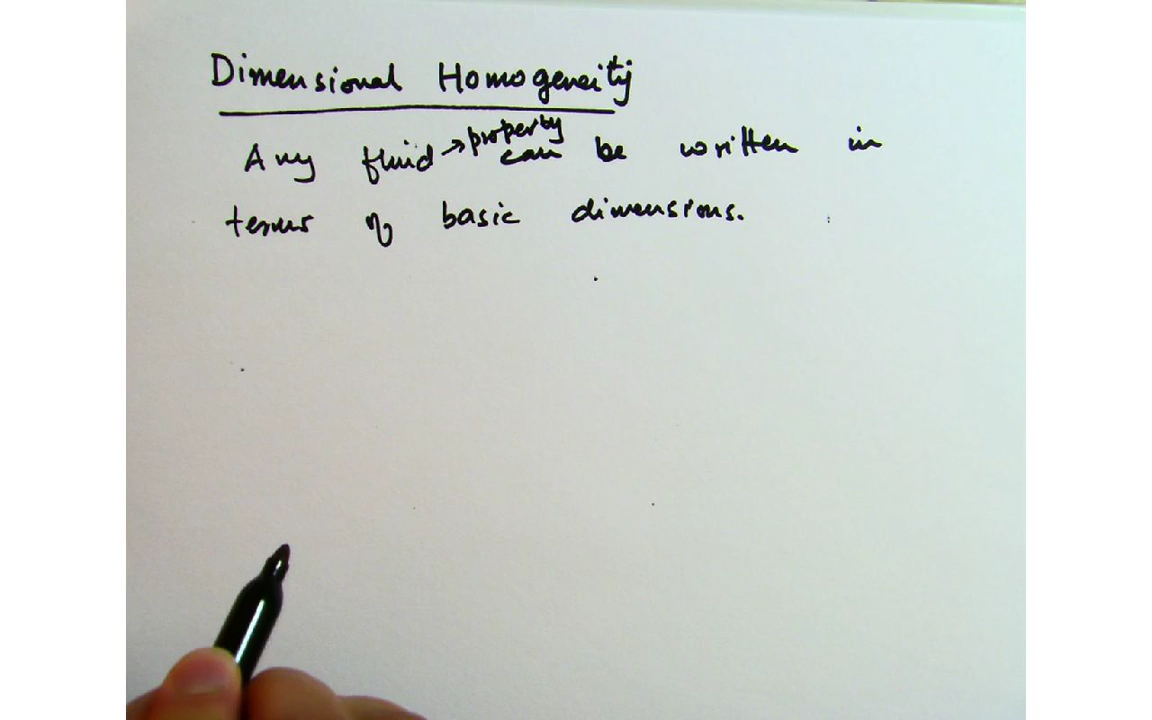 Dimensional Homogeneity
Any fluid → property can be written in
terms of basic dimensions.